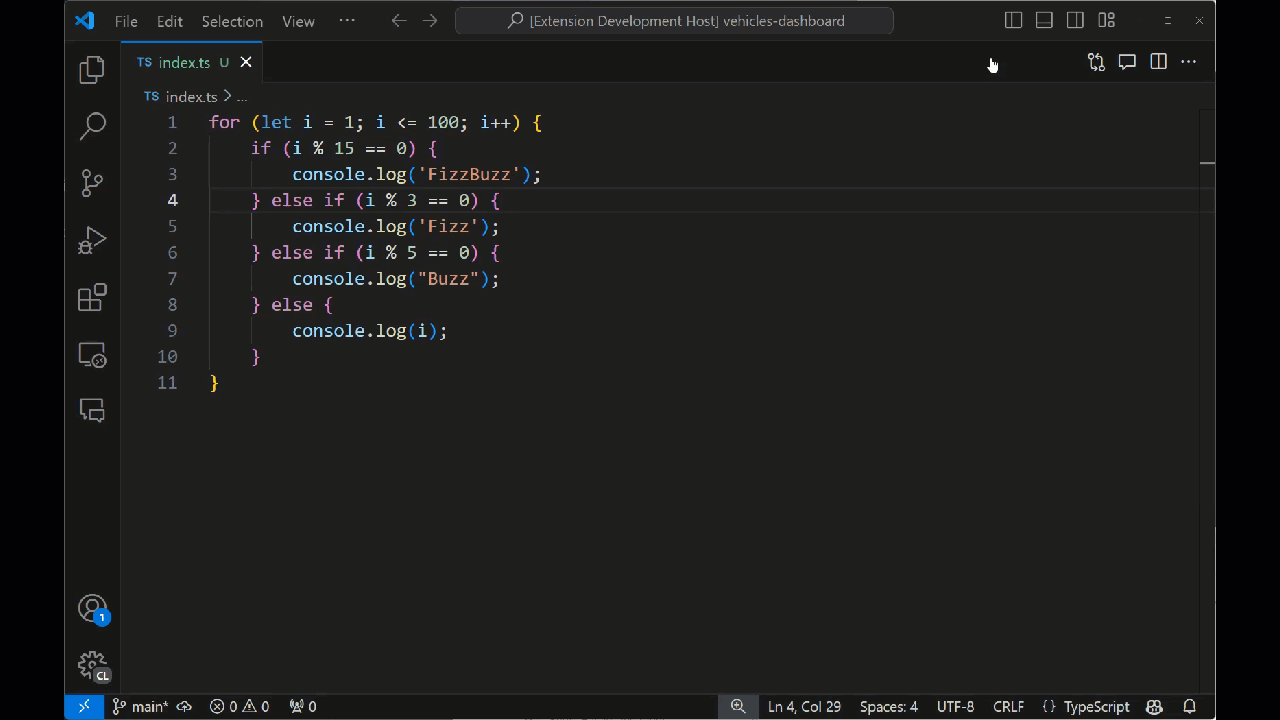 File Edit Selection View ··· [Extension Development Host] vehicles-dashboard
TS index.ts U
TS index.ts > ...
1 for (let i = 1; i <= 100; i++) {
2 if (i % 15 == 0) {
3 console.log('FizzBuzz');
4 } else if (i % 3 == 0) {
5 console.log('Fizz');
6 } else if (i % 5 == 0) {
7 console.log("Buzz");
8 } else {
9 console.log(i);
10 }
11 }
1
CL
main* 0 0 0 Ln 4, Col 29 Spaces: 4 UTF-8 CRLF {} TypeScript